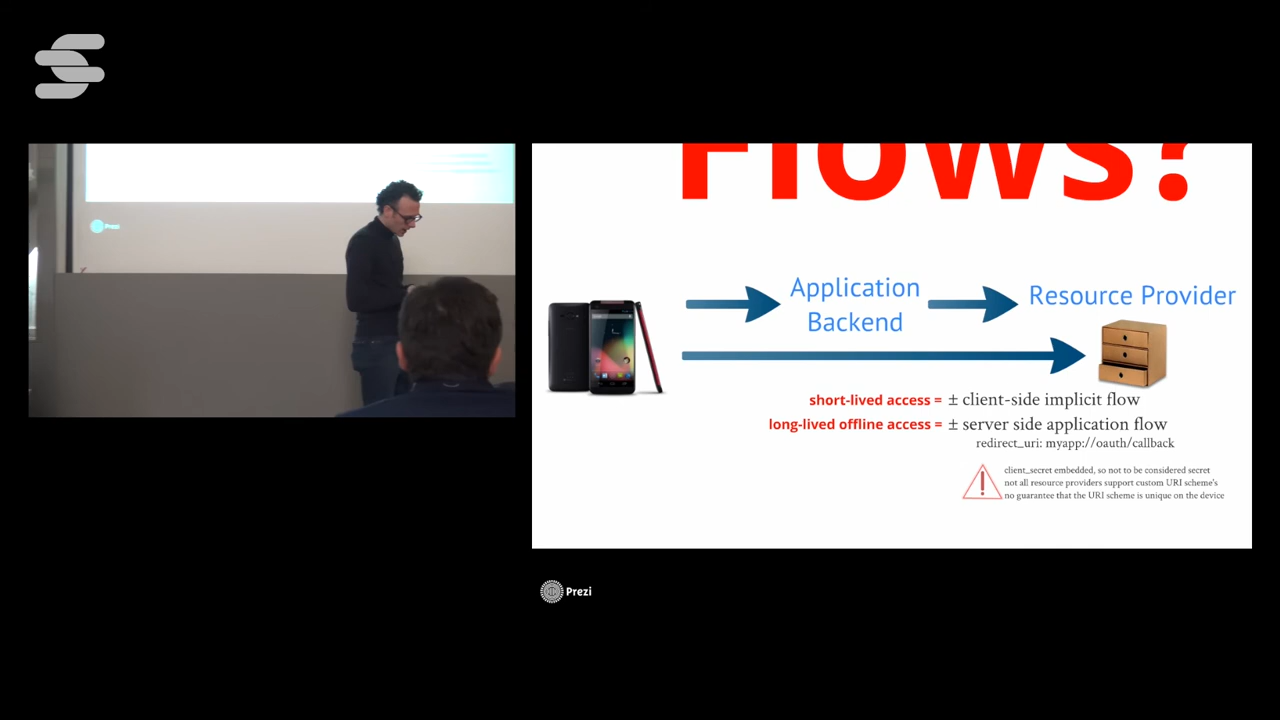 Prezi
Flows?
Application
Backend
Resource Provider
short-lived access = ± client-side implicit flow
long-lived offline access = ± server side application flow
redirect_uri: myapp://oauth/callback
client_secret embedded, so not to be considered secret
not all resource providers support custom URI scheme's
no guarantee that the URI scheme is unique on the device
Prezi